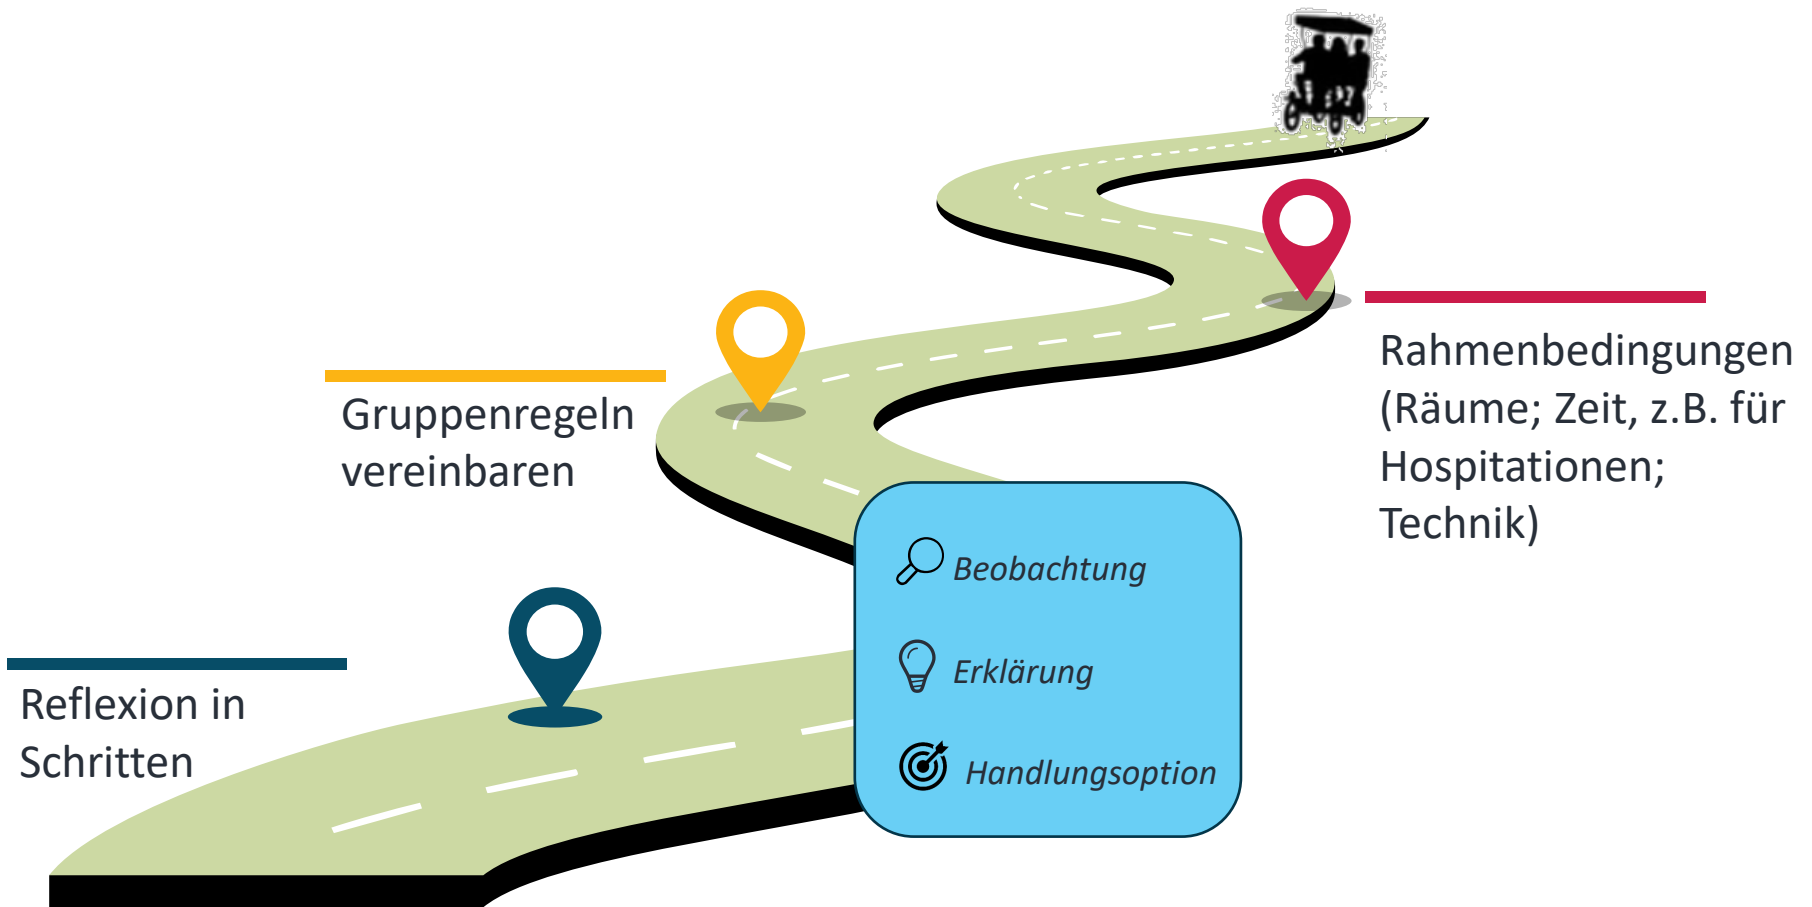 Gruppenregeln
vereinbaren
Rahmenbedingungen
(Räume; Zeit, z.B. für
Hospitationen;
Technik)
Beobachtung
Erklärung
Handlungsoption
Reflexion in
Schritten